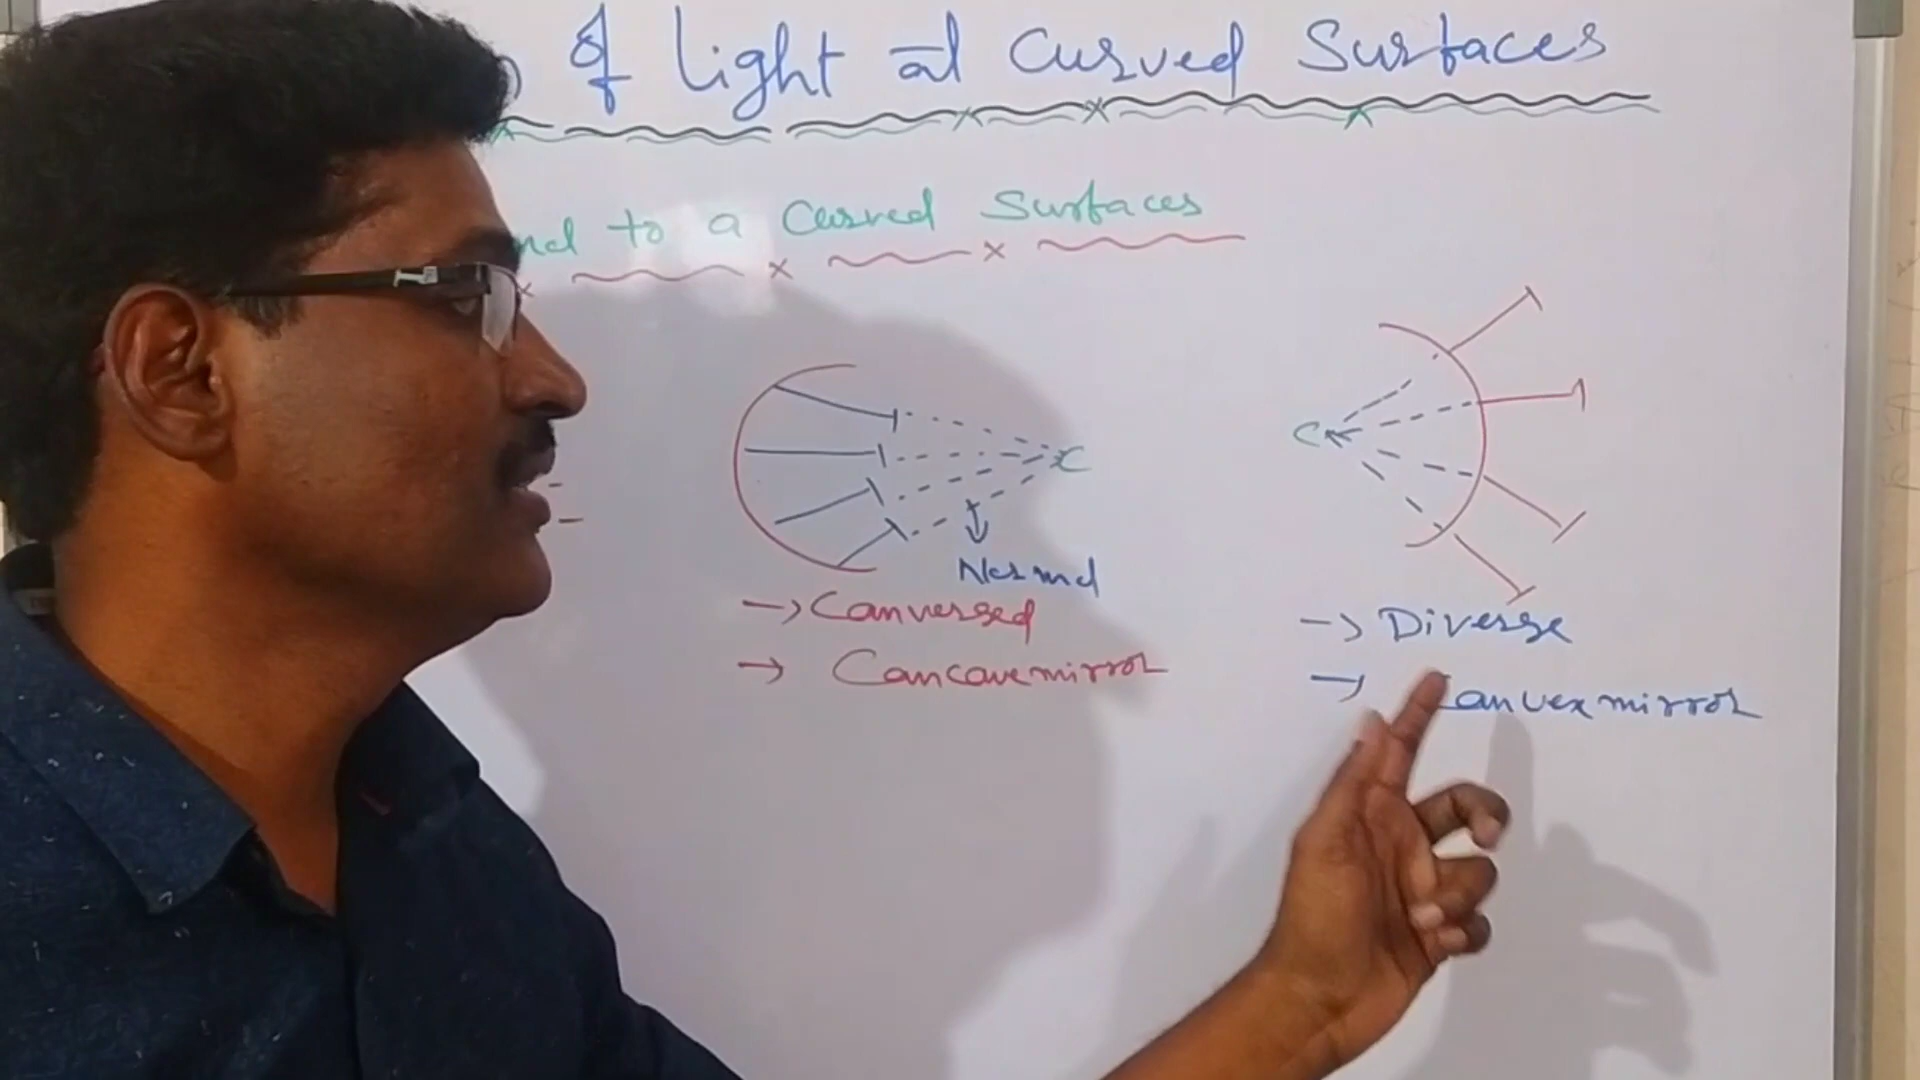 of Light at Curved Surfaces
to a Curved Surfaces
C
C
Normal
→ Converged
→ Concave mirror
→ Diverge
→ Convex mirror